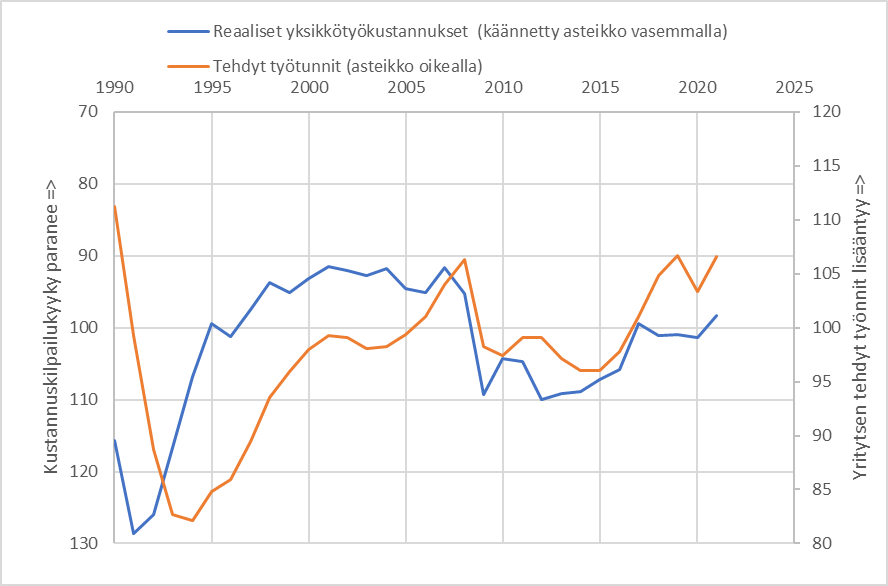 Reaaliset yksikkötyökustannukset (käännetty asteikko vasemmalla)
Tehdyt työtunnit (asteikko oikealla)
1990 1995 2000 2005 2010 2015 2020 2025
70 120
115
80
110
90
105
100 100
95
110
90
120
85
130 80
Kustannuskilpailukyyky paranee =>
Yritytsen tehdyt työnnit lisääntyy =>